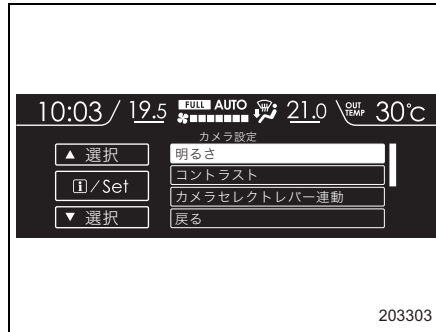 10:03 / 19.5 FULL AUTO 21.0 OUT TEMP 30℃
カメラ設定
▲ 選択
明るさ
コントラスト
i/Set
カメラセレクトレバー連動
▼ 選択
戻る
203303